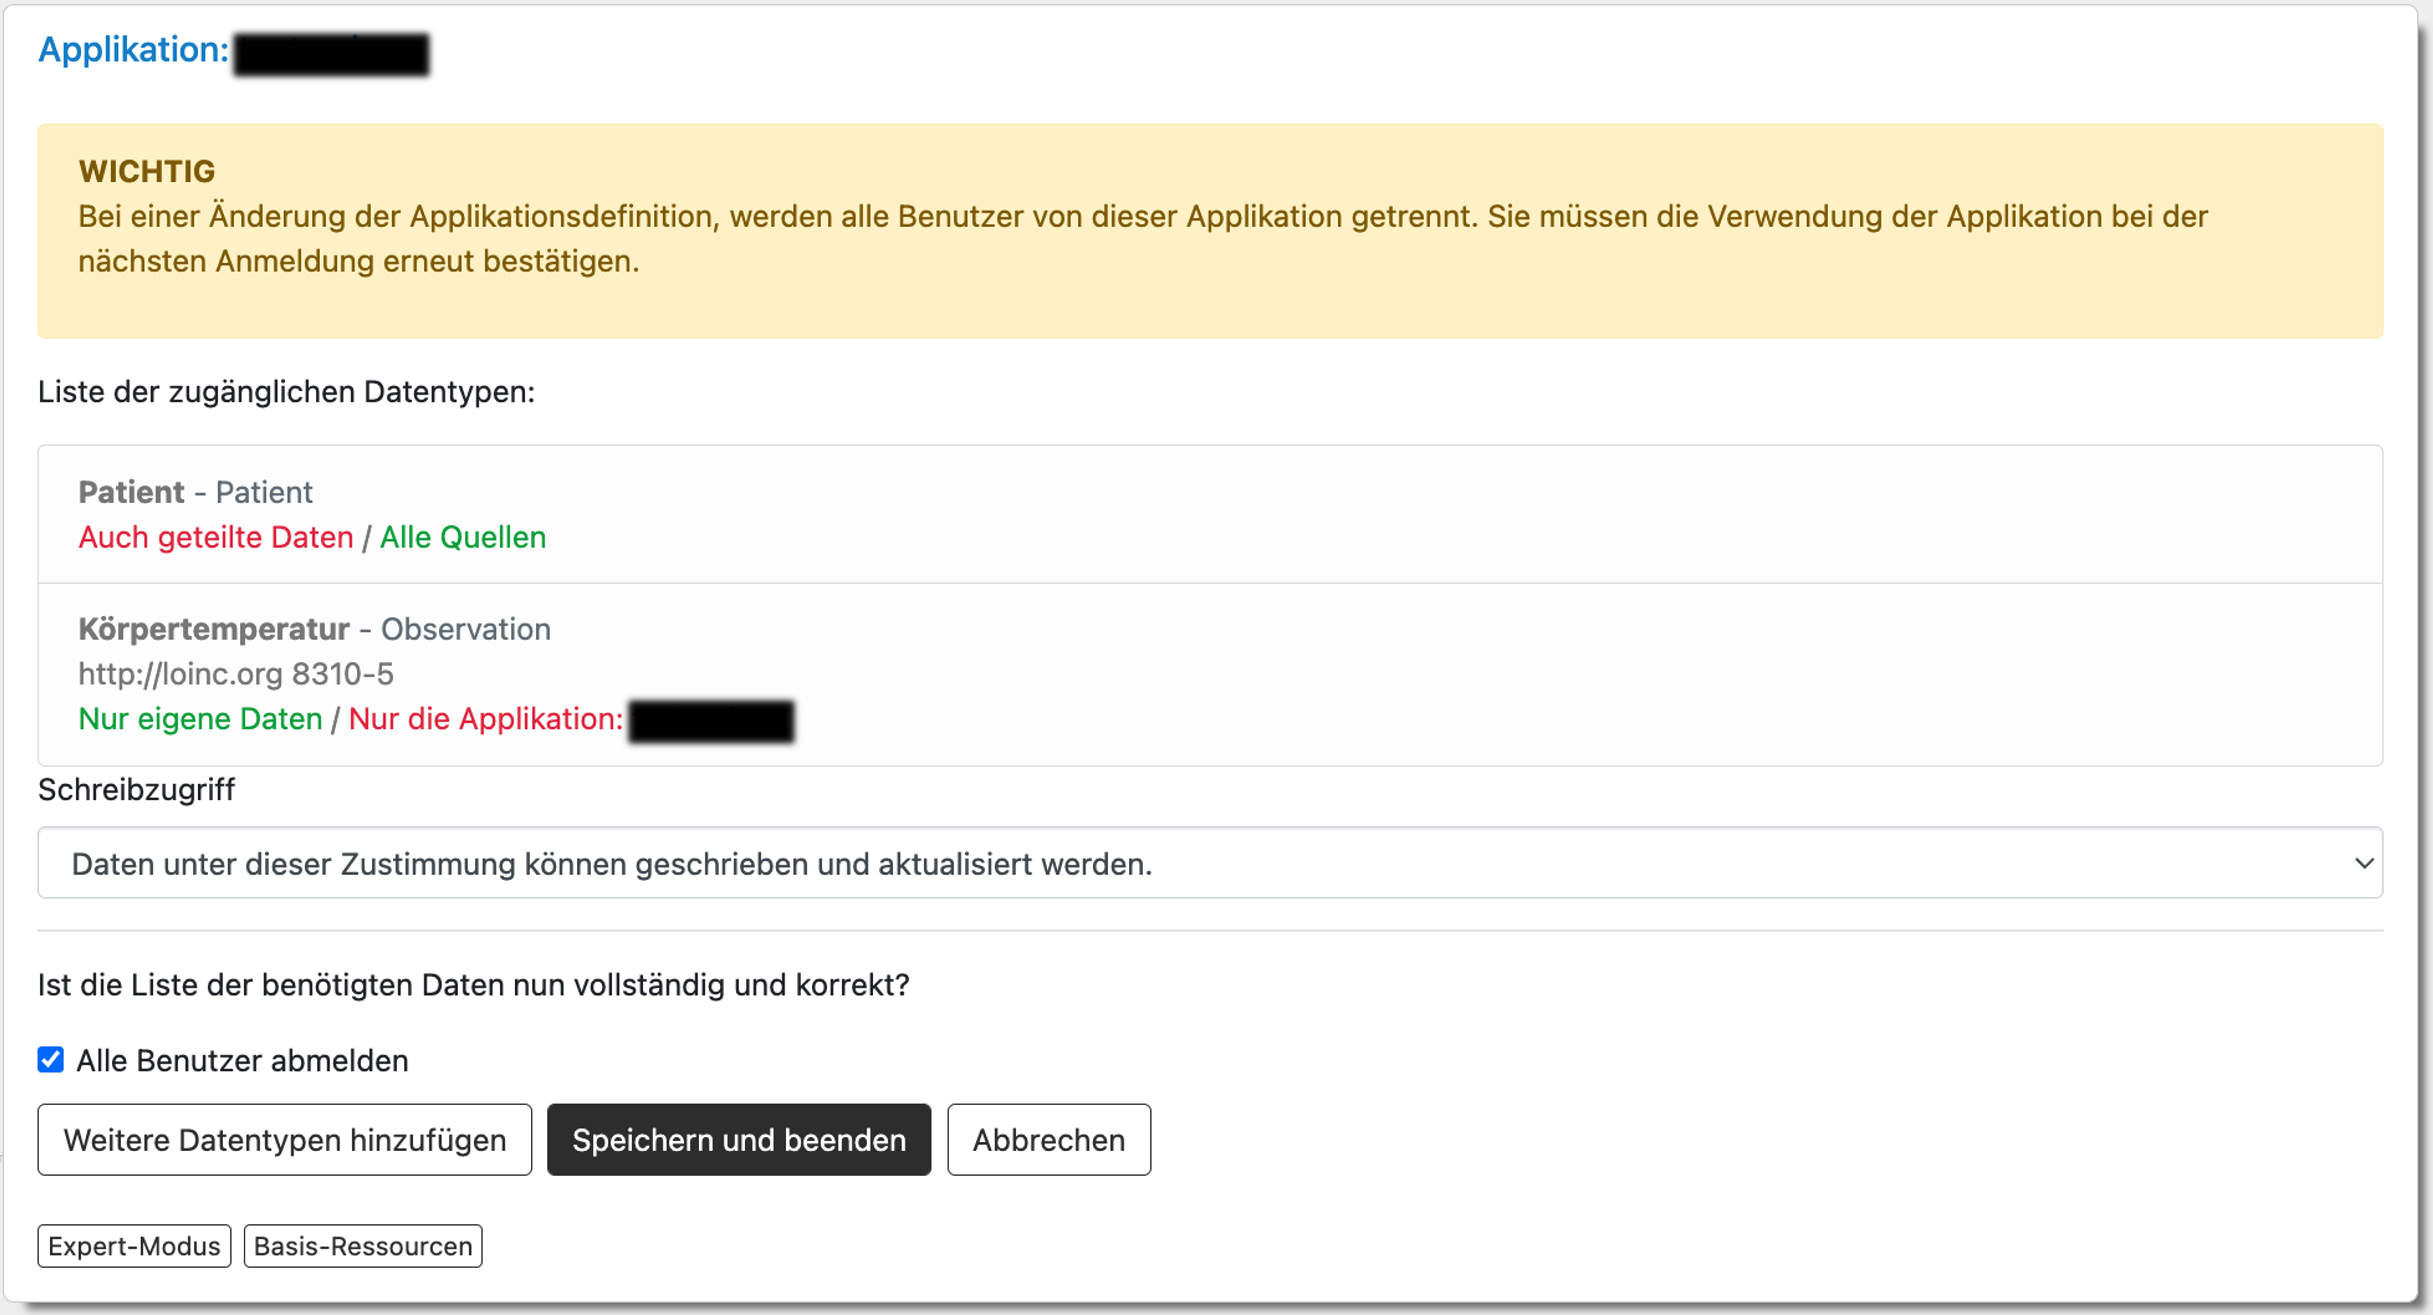 Applikation:
WICHTIG
Bei einer Änderung der Applikationsdefinition, werden alle Benutzer von dieser Applikation getrennt. Sie müssen die Verwendung der Applikation bei der
nächsten Anmeldung erneut bestätigen.
Liste der zugänglichen Datentypen:
Patient - Patient
Auch geteilte Daten / Alle Quellen
Körpertemperatur - Observation
http://loinc.org 8310-5
Nur eigene Daten / Nur die Applikation:
Schreibzugriff
Daten unter dieser Zustimmung können geschrieben und aktualisiert werden.
Ist die Liste der benötigten Daten nun vollständig und korrekt?
Alle Benutzer abmelden
Weitere Datentypen hinzufügen Speichern und beenden Abbrechen
Expert-Modus Basis-Ressourcen